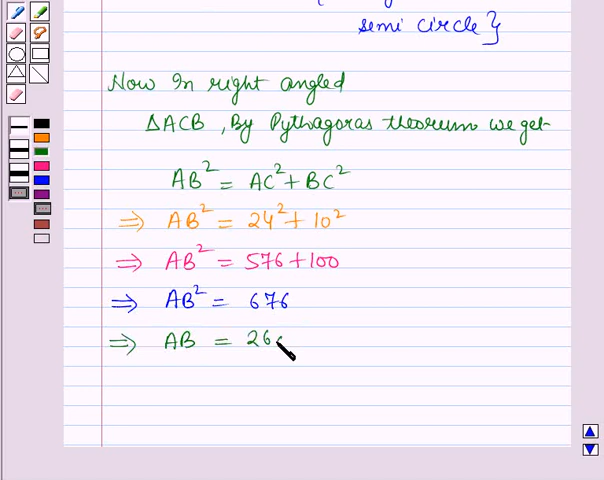 semi circle}
Now In right angled
ΔACB, By Pythagoras theorum we get
AB² = AC² + BC²
⇒ AB² = 24² + 10²
⇒ AB² = 576 + 100
⇒ AB² = 676
⇒ AB = 26